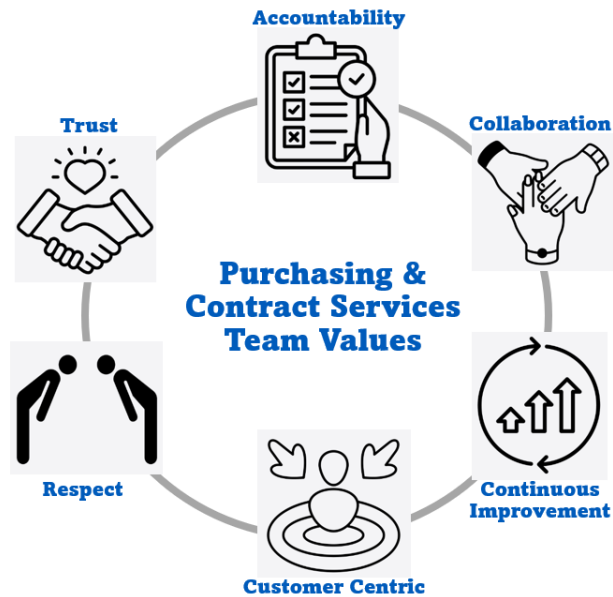 Accountability
Trust
Collaboration
Purchasing &
Contract Services
Team Values
Respect
Continuous
Improvement
Customer Centric